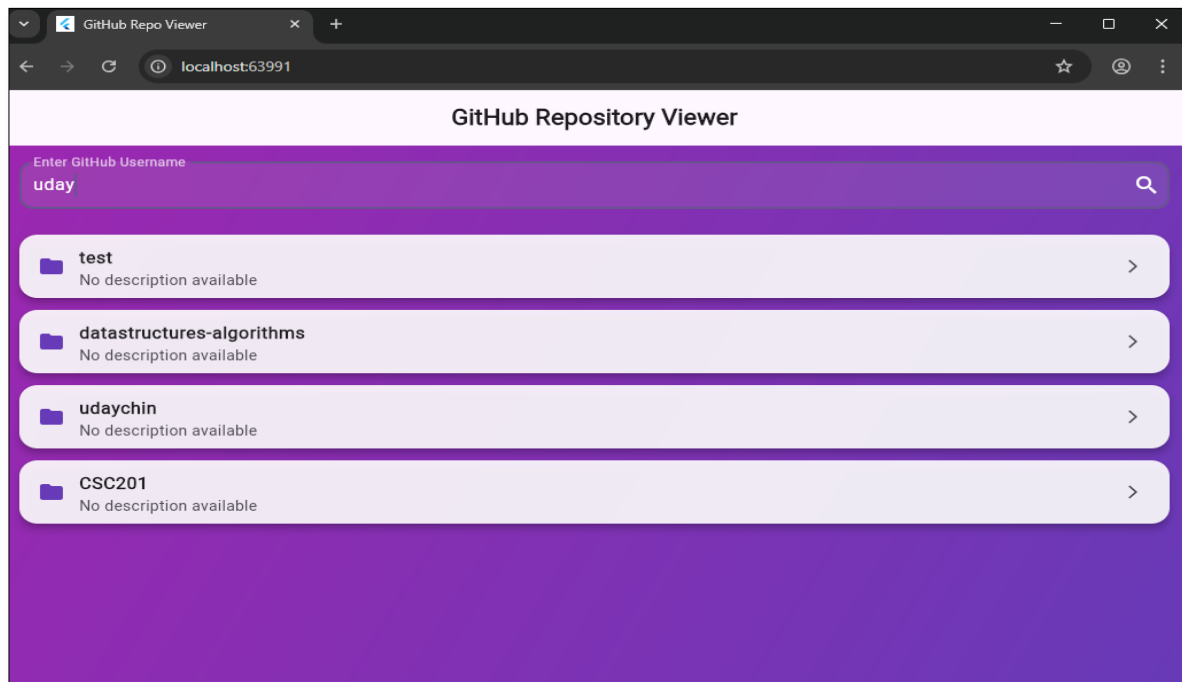 GitHub Repo Viewer
localhost:63991
GitHub Repository Viewer
Enter GitHub Username
uday
test
No description available
datastructures-algorithms
No description available
udaychin
No description available
CSC201
No description available